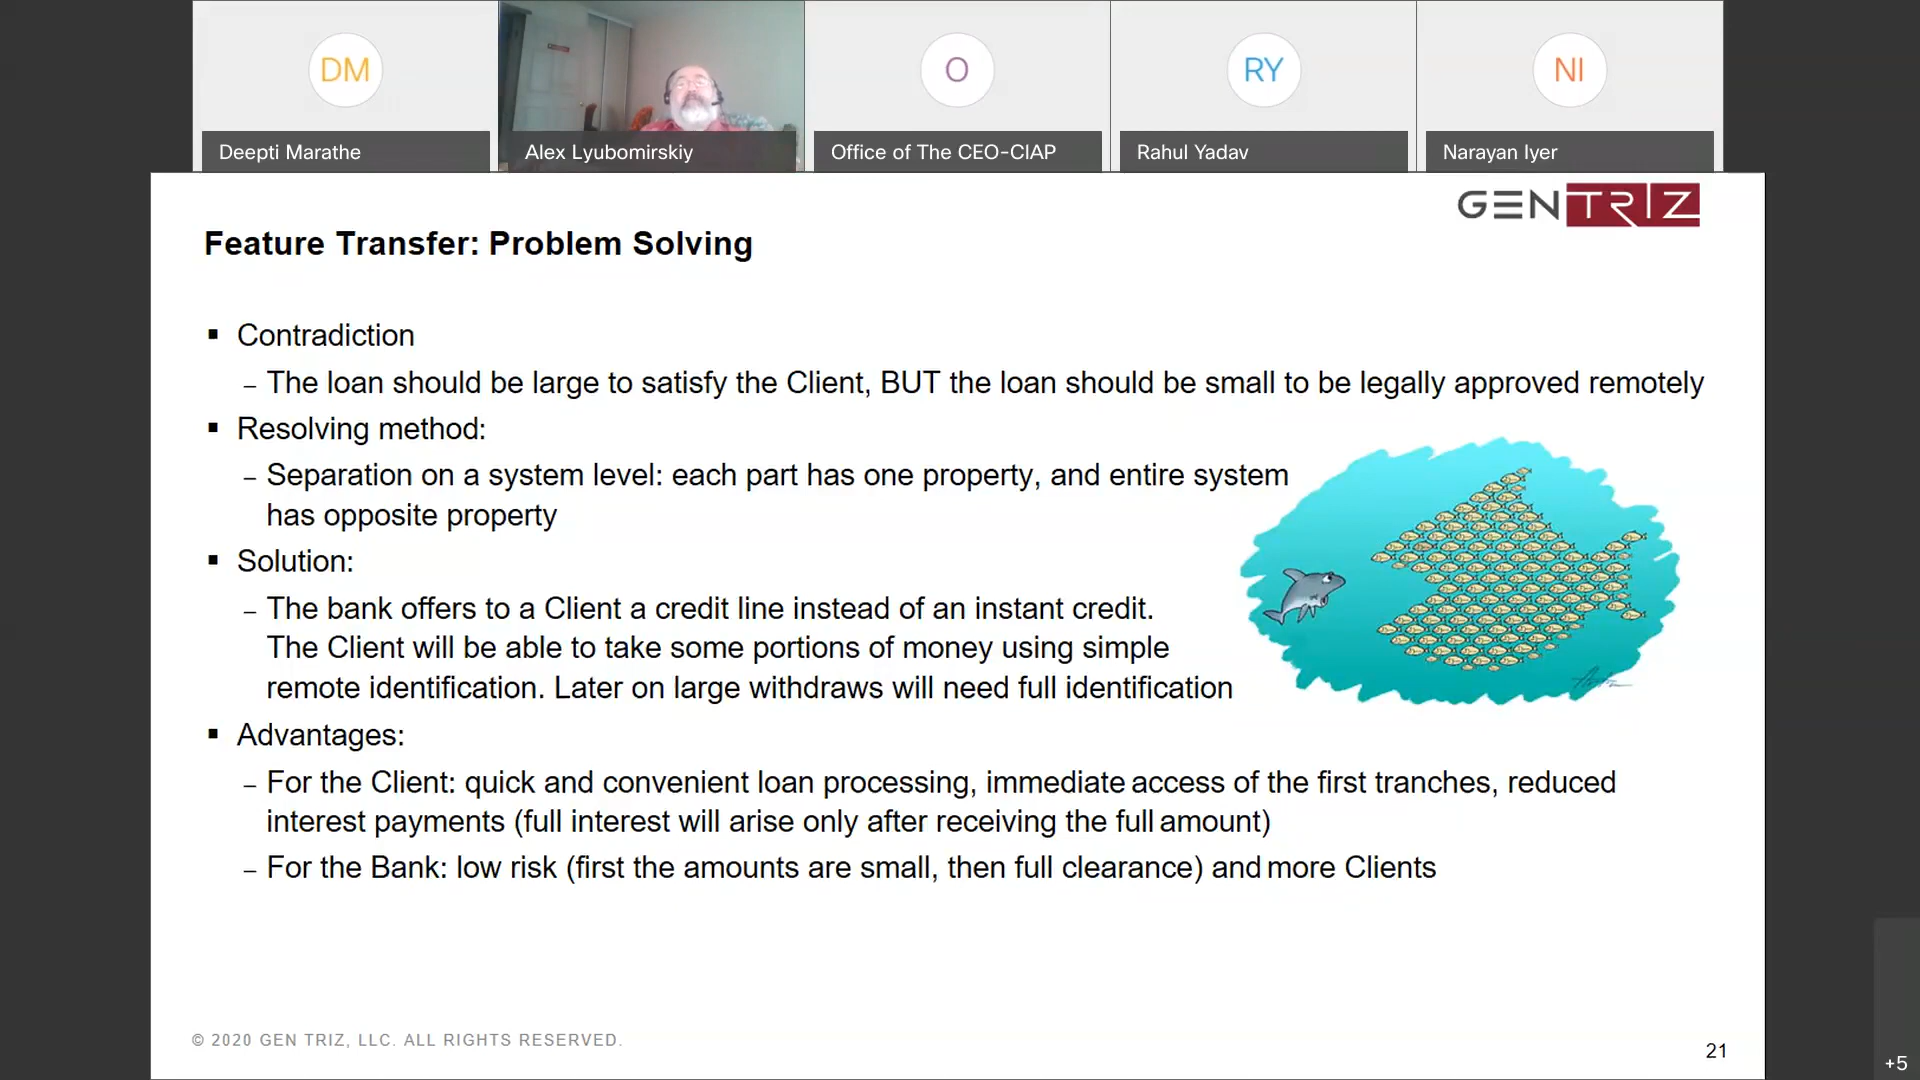 DM
O
RY
NI
Deepti Marathe
Alex Lyubomirskiy
Office of The CEO-CIAP
Rahul Yadav
Narayan Iyer
GENTRIZ
Feature Transfer: Problem Solving
▪ Contradiction
– The loan should be large to satisfy the Client, BUT the loan should be small to be legally approved remotely
▪ Resolving method:
– Separation on a system level: each part has one property, and entire system
has opposite property
▪ Solution:
– The bank offers to a Client a credit line instead of an instant credit.
The Client will be able to take some portions of money using simple
remote identification. Later on large withdraws will need full identification
▪ Advantages:
– For the Client: quick and convenient loan processing, immediate access of the first tranches, reduced
interest payments (full interest will arise only after receiving the full amount)
– For the Bank: low risk (first the amounts are small, then full clearance) and more Clients
© 2020 GEN TRIZ, LLC. ALL RIGHTS RESERVED.
21
+5